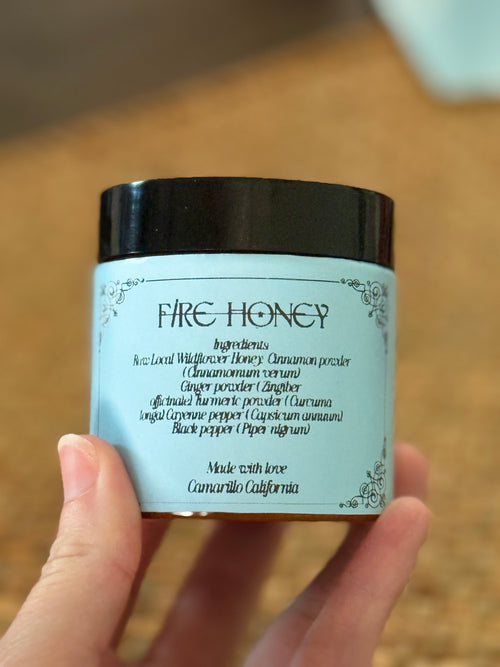 FIRE HONEY
Ingredients
Raw Local Wildflower Honey Cinnamon powder
(Cinnamomum verum)
Ginger powder (Zingiber
officinale) Turmeric powder (Curcuma
longa) Cayenne pepper (Capsicum annuum)
Black pepper (Piper nigrum)
Made with love
Camarillo California